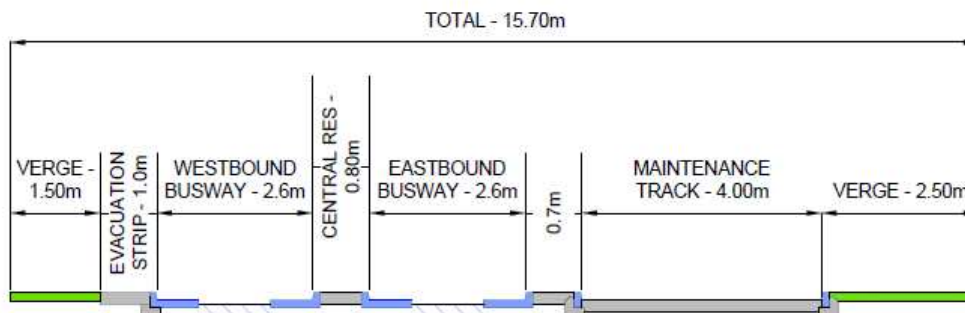 TOTAL - 15.70m
VERGE -
1.50m
EVACUATION
STRIP - 1.0m
WESTBOUND
BUSWAY - 2.6m
CENTRAL RES -
0.80m
EASTBOUND
BUSWAY - 2.6m
0.7m
MAINTENANCE
TRACK - 4.00m
VERGE - 2.50m